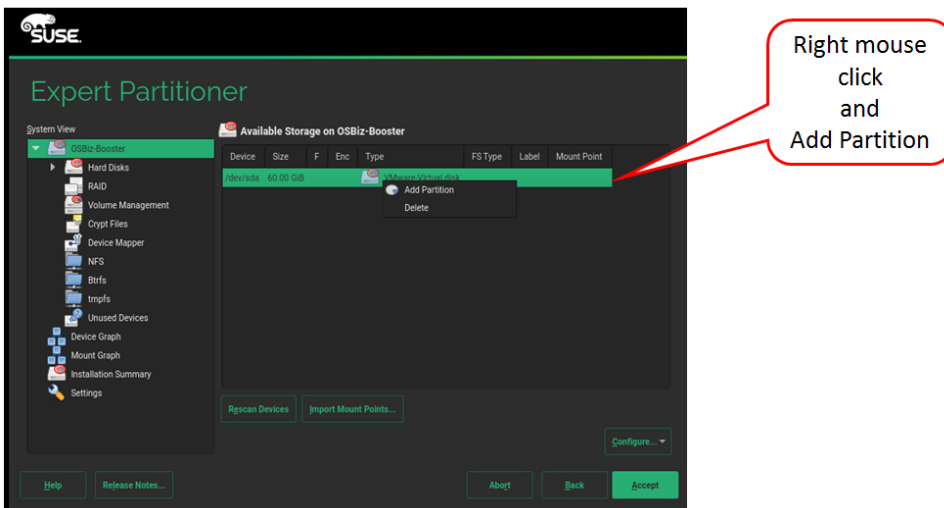 SUSE.
Right mouse
click
and
Add Partition
Expert Partitioner
System View
OSBiz-Booster
Hard Disks
RAID
Volume Management
Crypt Files
Device Mapper
NFS
Btrfs
tmpfs
Unused Devices
Device Graph
Mount Graph
Installation Summary
Settings
Available Storage on OSBiz-Booster
Device Size F Enc Type FS Type Label Mount Point
/dev/sda 60.00 GiB VMware-Virtual disk
Add Partition
Delete
Rescan Devices Import Mount Points...
Configure...
Help Release Notes... Abort Back Accept